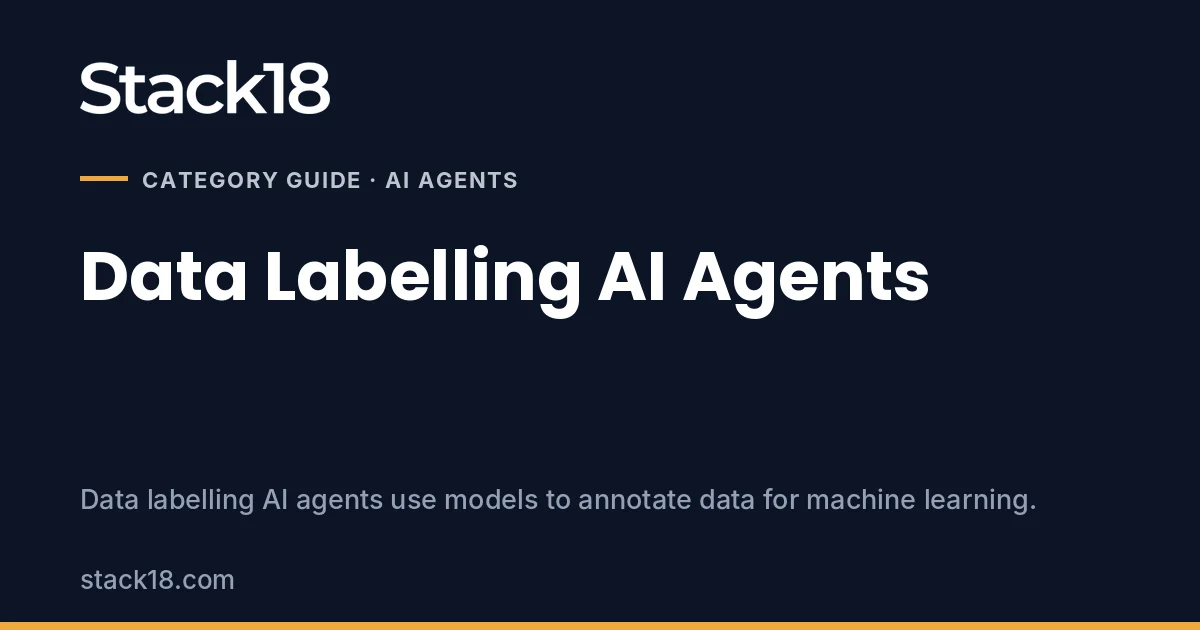 Stack18
CATEGORY GUIDE · AI AGENTS
Data Labelling AI Agents
Data labelling AI agents use models to annotate data for machine learning.
stack18.com